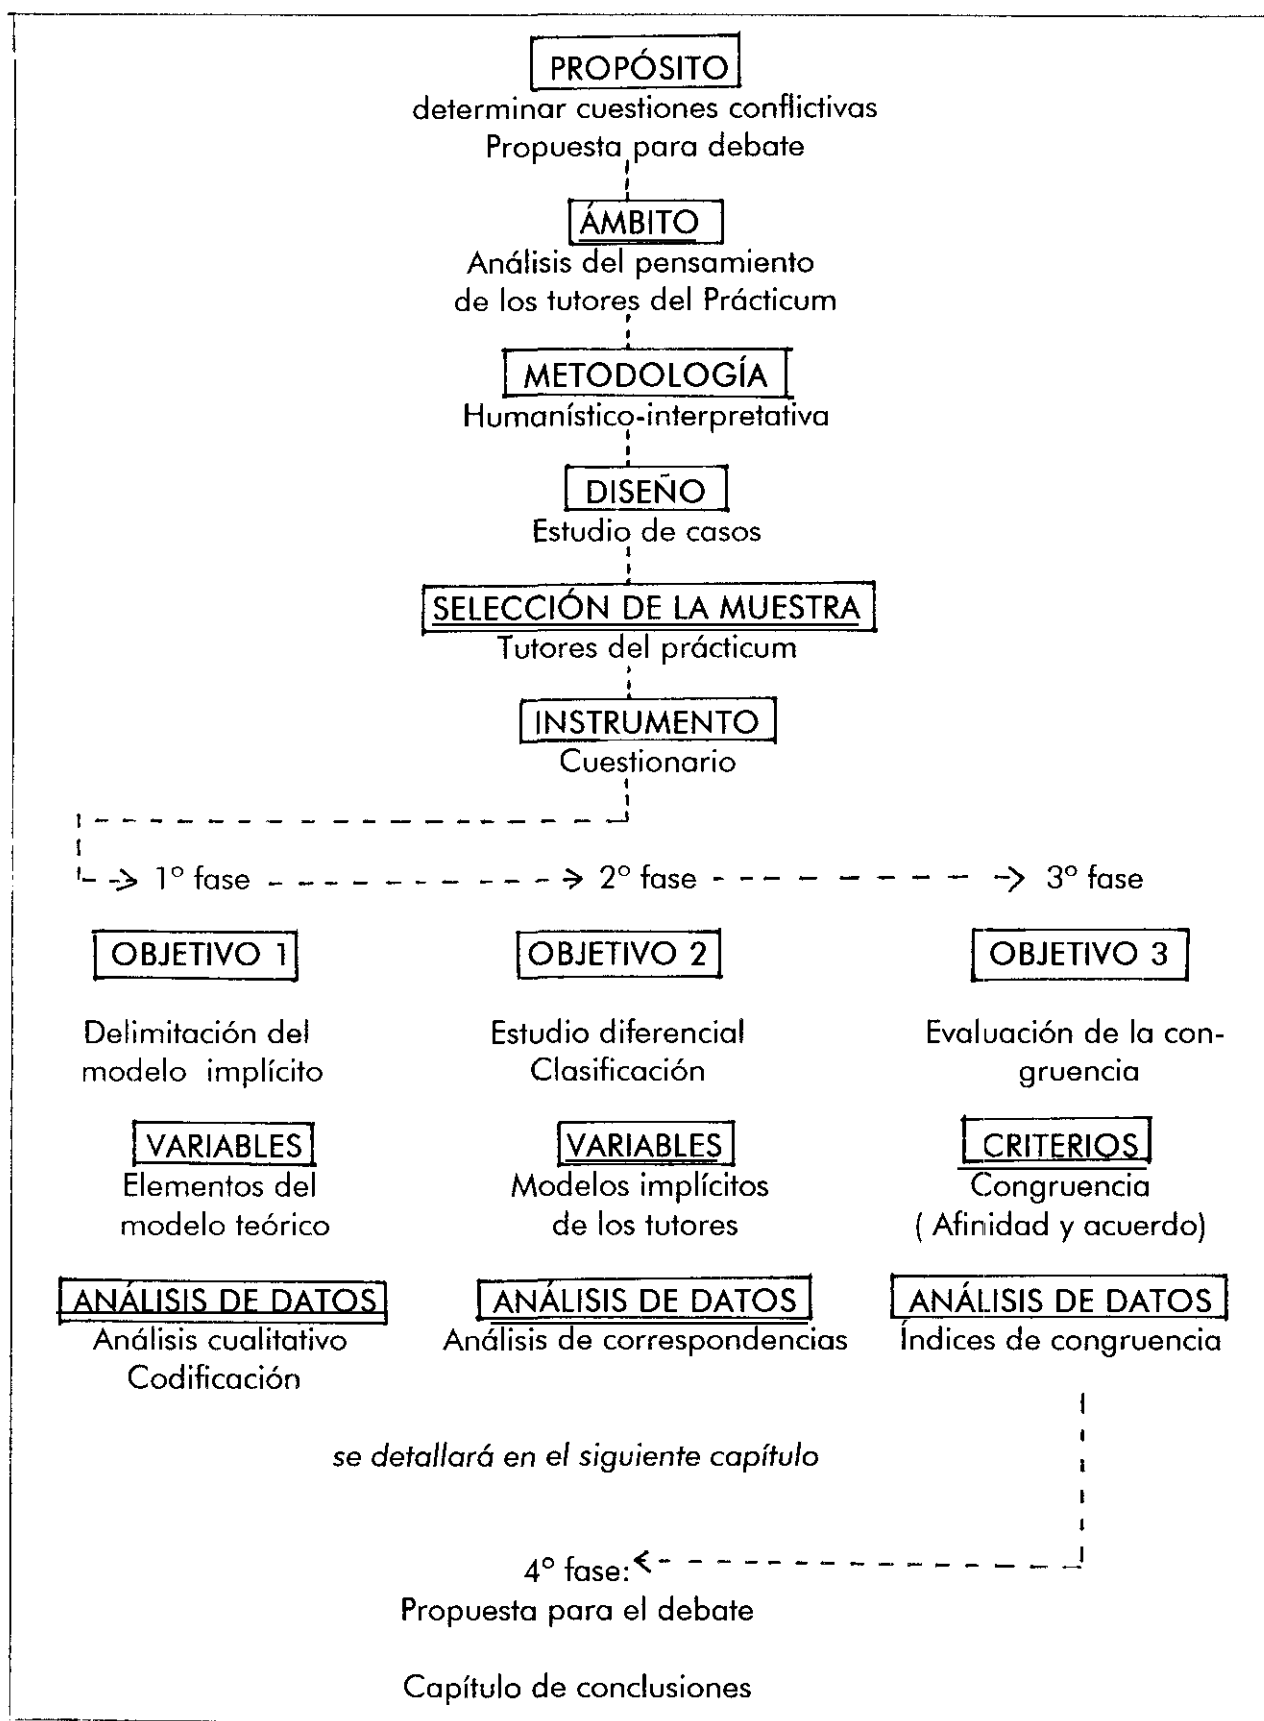 PROPÓSITO
determinar cuestiones conflictivas
Propuesta para debate
ÁMBITO
Análisis del pensamiento
de los tutores del Prácticum
METODOLOGÍA
Humanístico-interpretativa
DISEÑO
Estudio de casos
SELECCIÓN DE LA MUESTRA
Tutores del prácticum
INSTRUMENTO
Cuestionario
1º fase 2º fase 3º fase
OBJETIVO 1 OBJETIVO 2 OBJETIVO 3
Delimitación del Estudio diferencial Evaluación de la con-
modelo implícito Clasificación gruencia
VARIABLES VARIABLES CRITERIOS
Elementos del Modelos implícitos Congruencia
modelo teórico de los tutores ( Afinidad y acuerdo)
ANÁLISIS DE DATOS ANÁLISIS DE DATOS ANÁLISIS DE DATOS
Análisis cualitativo Análisis de correspondencias Índices de congruencia
Codificación
se detallará en el siguiente capítulo
4º fase:
Propuesta para el debate
Capítulo de conclusiones